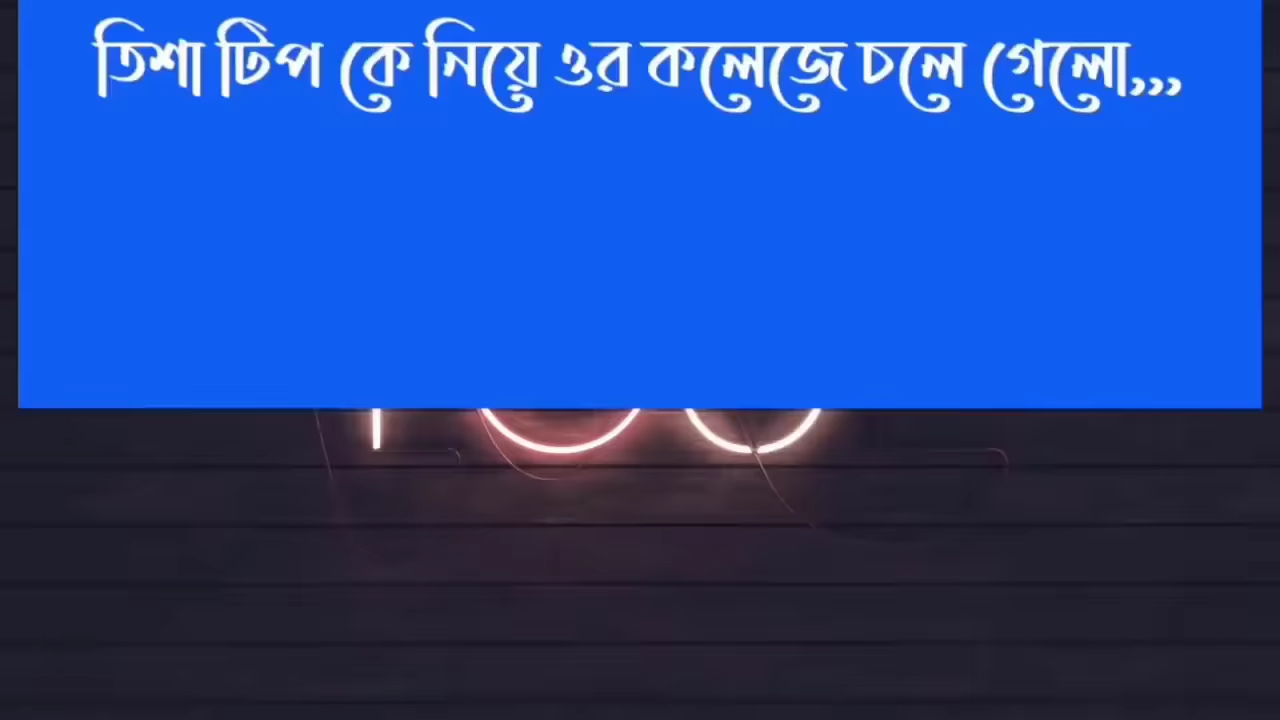 তিশা টিপ কে নিয়ে ওর কলেজে চলে গেলো,,,